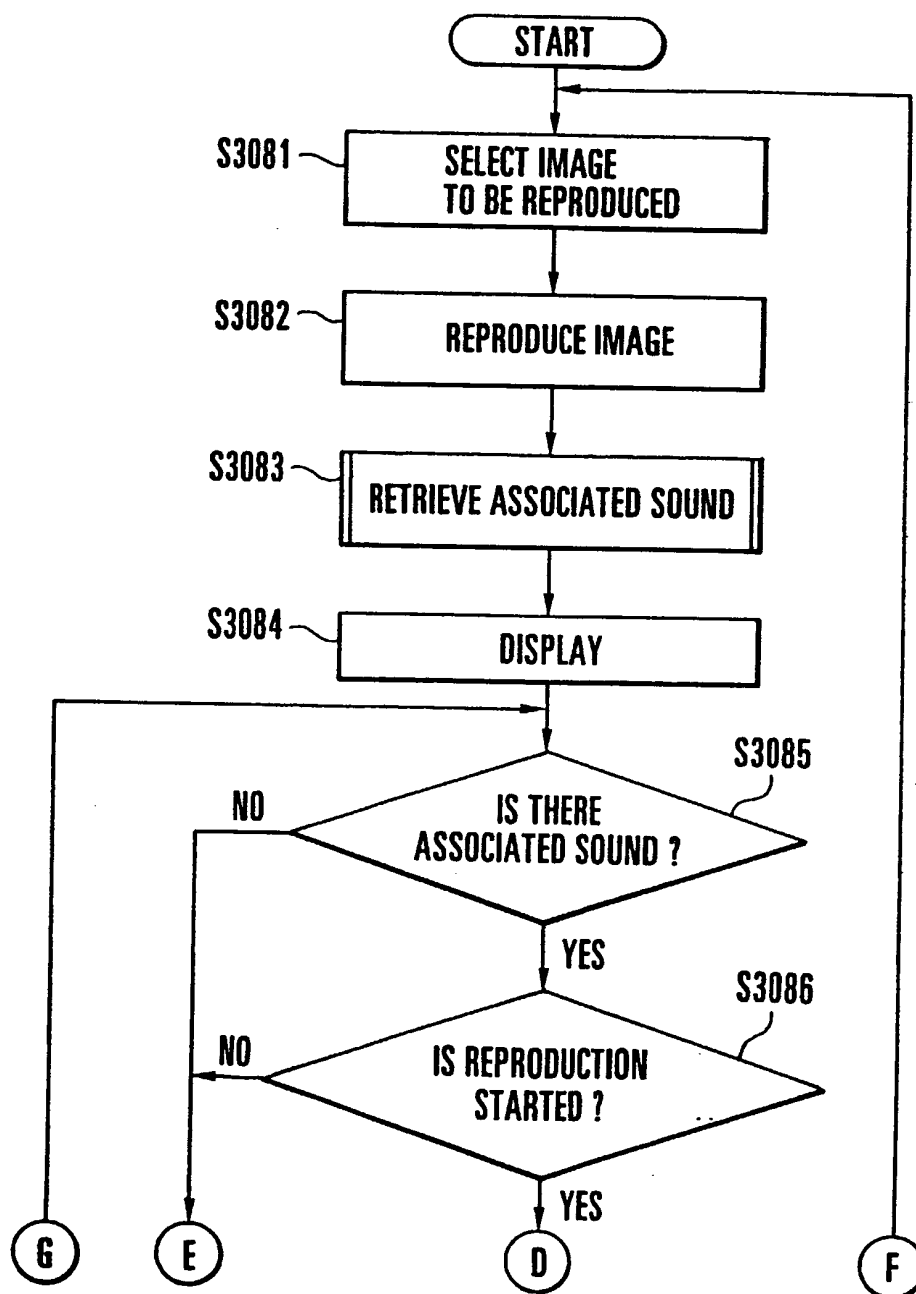 START
S3081
SELECT IMAGE
TO BE REPRODUCED
S3082
REPRODUCE IMAGE
S3083
RETRIEVE ASSOCIATED SOUND
S3084
DISPLAY
S3085
NO
IS THERE
ASSOCIATED SOUND ?
YES
S3086
NO
IS REPRODUCTION
STARTED ?
YES
G
E
D
F